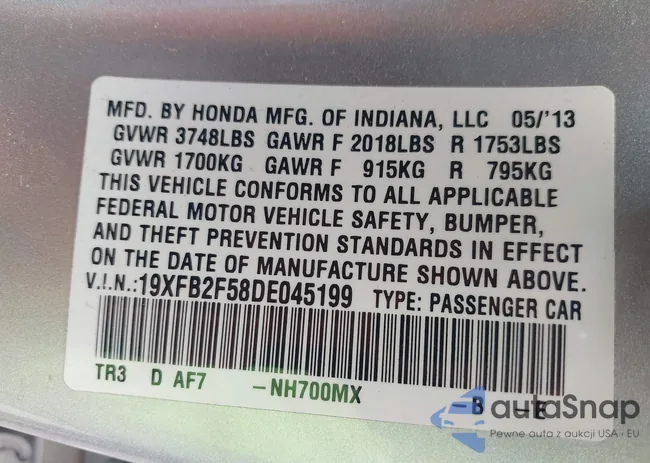 MFD. BY HONDA MFG. OF INDIANA, LLC 05/'13
GVWR 3748LBS GAWR F 2018LBS R 1753LBS
GVWR 1700KG GAWR F 915KG R 795KG
THIS VEHICLE CONFORMS TO ALL APPLICABLE
FEDERAL MOTOR VEHICLE SAFETY, BUMPER,
AND THEFT PREVENTION STANDARDS IN EFFECT
ON THE DATE OF MANUFACTURE SHOWN ABOVE.
V.I.N.:19XFB2F58DE045199 TYPE: PASSENGER CAR
TR3 D AF7 -NH700MX -B -E
autoSnap
Pewne auta z aukcji USA - EU